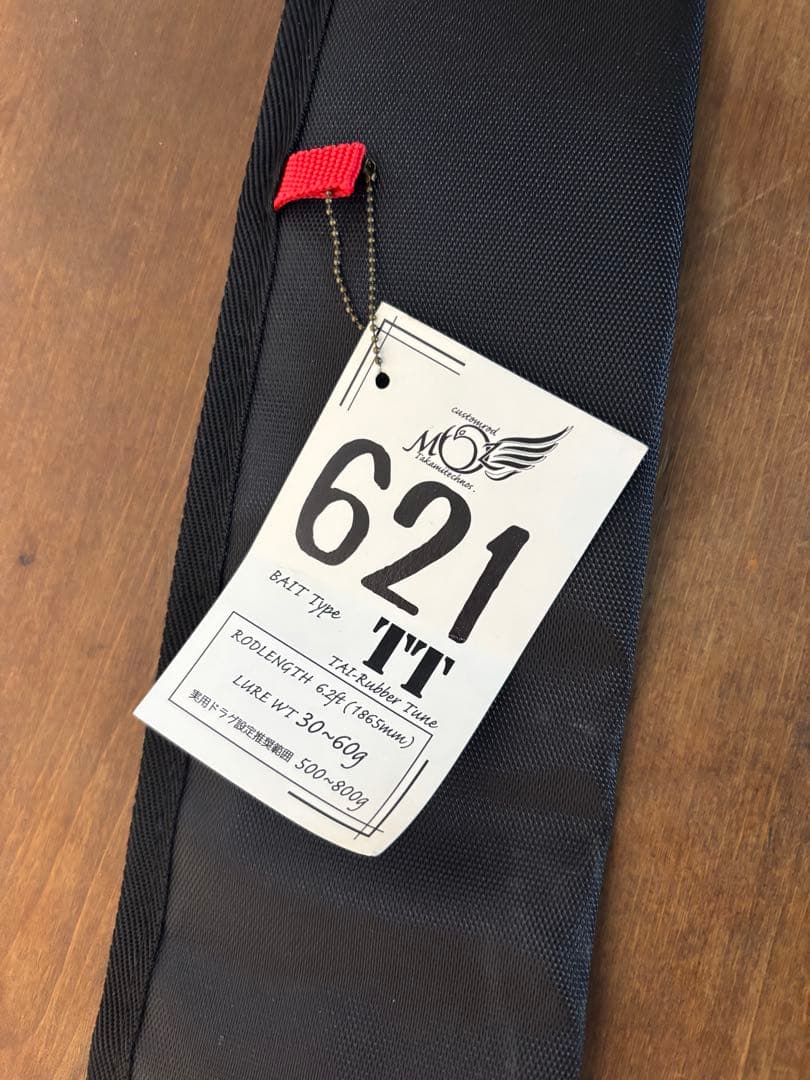 customrod
Takamitechnos.
621
BAIT Type
TT
TAI-Rubber Tune
RODLENGTH 6.2ft (1865mm)
LURE WT 30~60g
実用ドラグ設定推奨範囲 500~800g